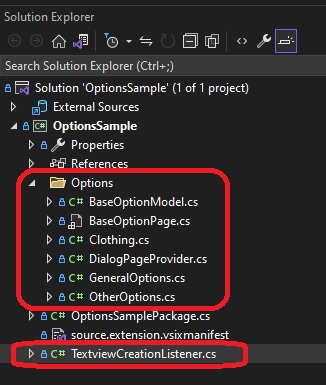 Solution Explorer
Search Solution Explorer (Ctrl+;)
Solution 'OptionsSample' (1 of 1 project)
External Sources
OptionsSample
Properties
References
Options
BaseOptionModel.cs
BaseOptionPage.cs
Clothing.cs
DialogPageProvider.cs
GeneralOptions.cs
OtherOptions.cs
OptionsSamplePackage.cs
source.extension.vsixmanifest
TextviewCreationListener.cs